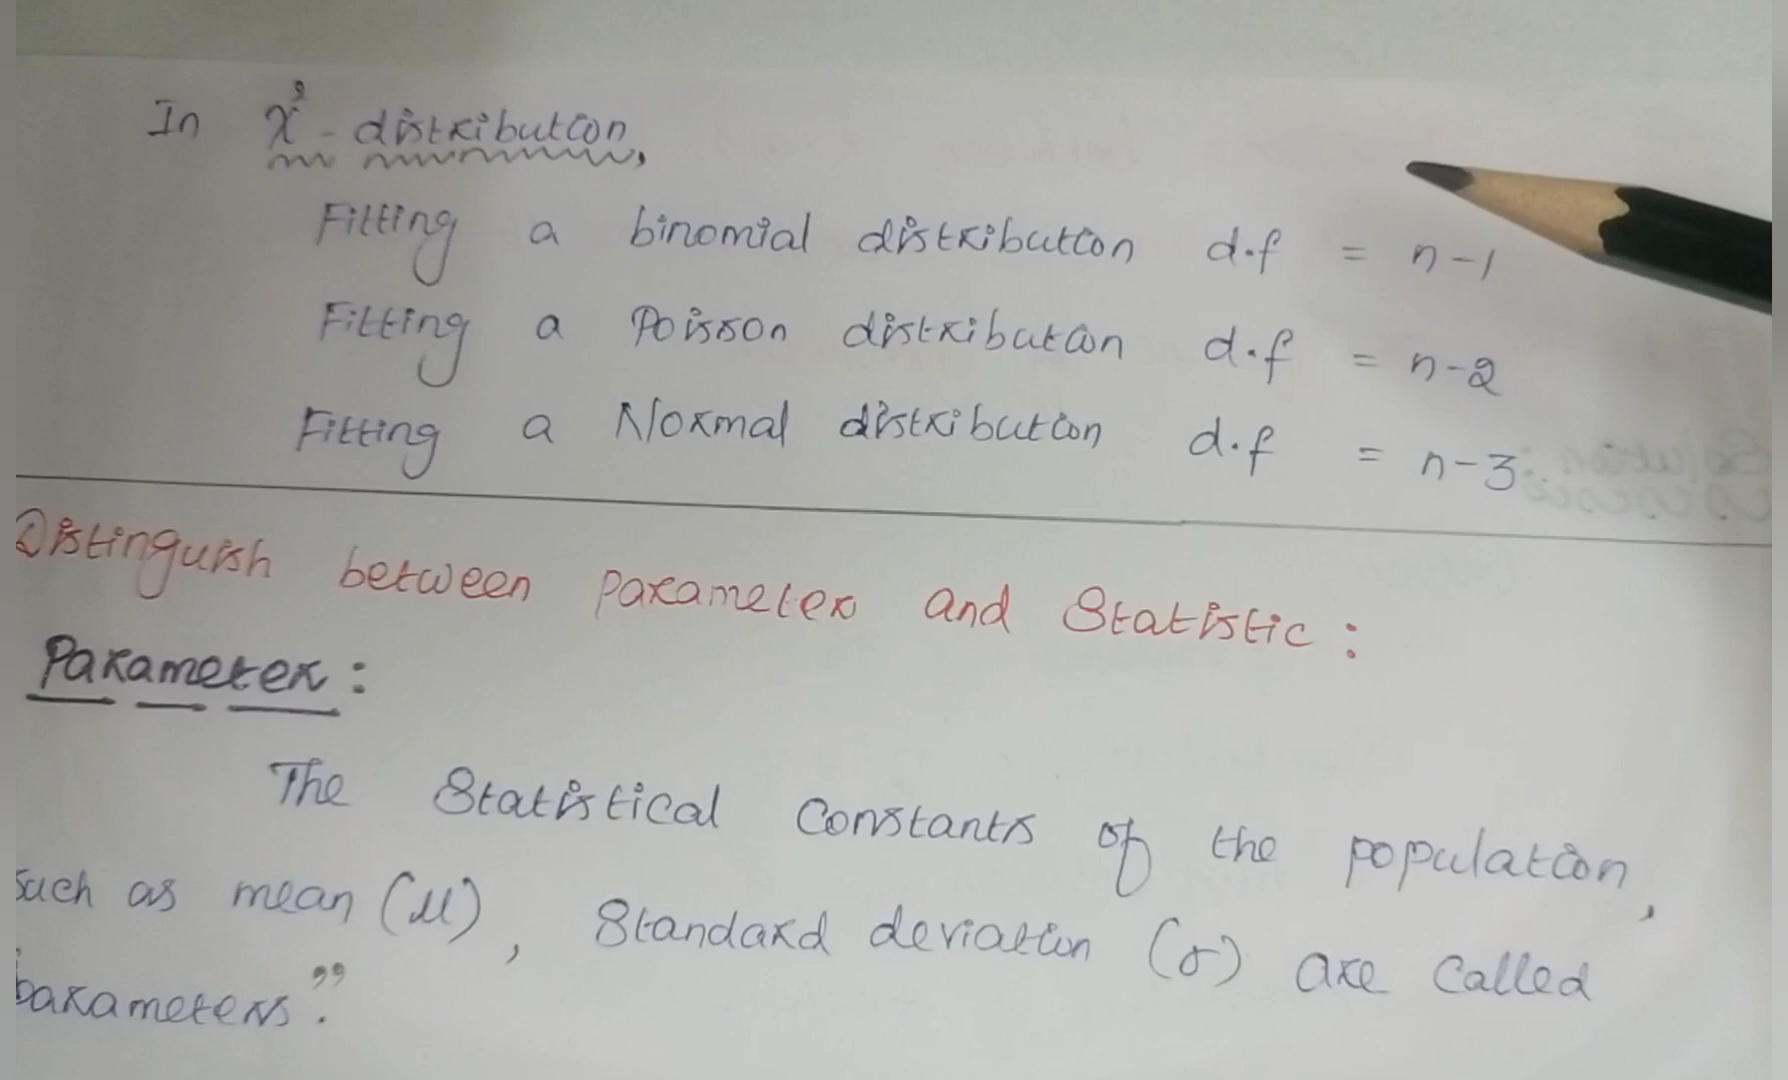 In χ² - distribution,
Fitting a binomial distribution d.f = n-1
Fitting a Poisson distribution d.f = n-2
Fitting a Normal distribution d.f = n-3.
Distinguish between parameter and Statistic :
Parameter :
The Statistical Constants of the population,
such as mean (μ), Standard deviation (σ) are Called
parameters".